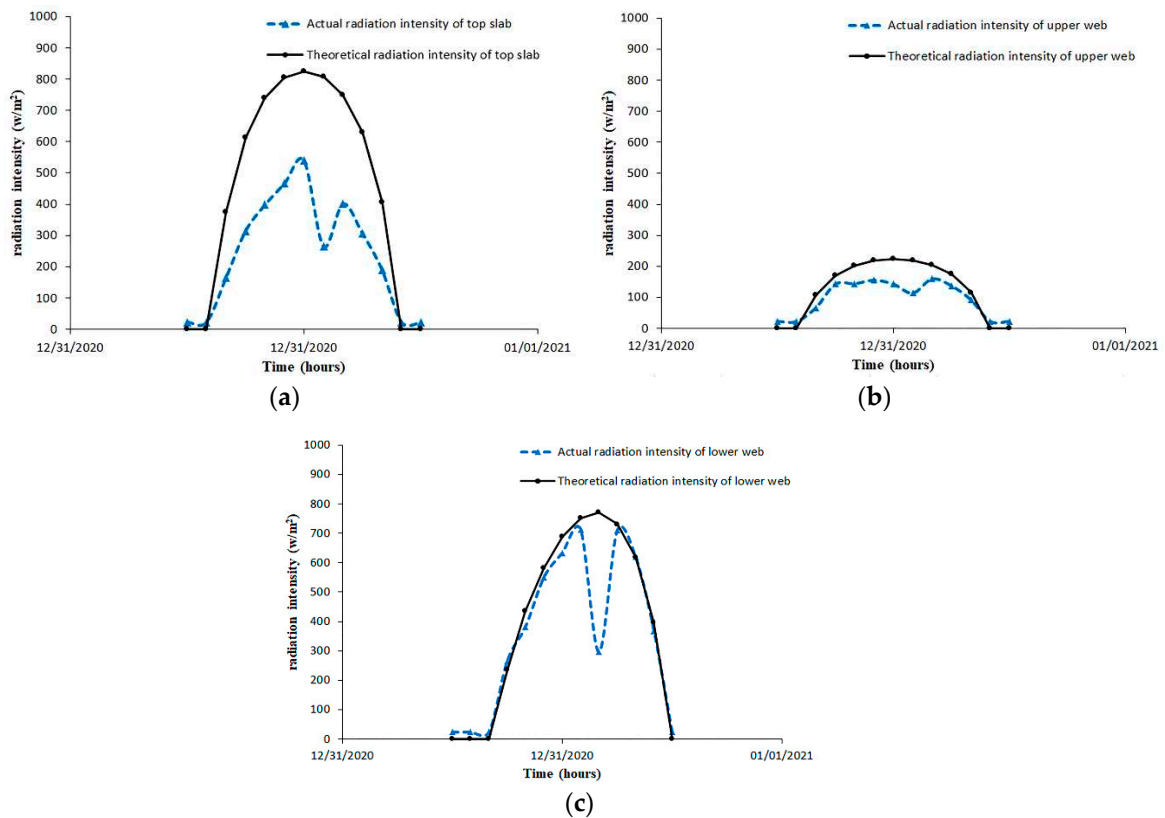 Actual radiation intensity of top slab
Theoretical radiation intensity of top slab
radiation intensity (w/m²)
1000
900
800
700
600
500
400
300
200
100
0
12/31/2020 12/31/2020 01/01/2021
Time (hours)
(a)
Actual radiation intensity of upper web
Theoretical radiation intensity of upper web
radiation intensity (w/m²)
1000
900
800
700
600
500
400
300
200
100
0
12/31/2020 12/31/2020 01/01/2021
Time (hours)
(b)
Actual radiation intensity of lower web
Theoretical radiation intensity of lower web
radiation intensity (w/m²)
1000
900
800
700
600
500
400
300
200
100
0
12/31/2020 12/31/2020 01/01/2021
Time (hours)
(c)